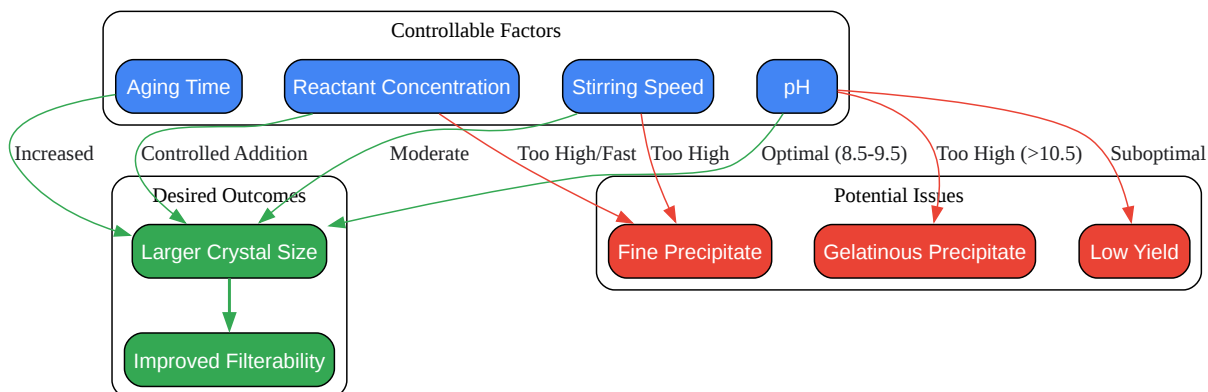 Controllable Factors
Aging Time
Reactant Concentration
Stirring Speed
pH
Increased
Controlled Addition
Moderate
Too High/Fast
Too High
Optimal (8.5-9.5)
Too High (>10.5)
Suboptimal
Desired Outcomes
Potential Issues
Larger Crystal Size
Fine Precipitate
Gelatinous Precipitate
Low Yield
Improved Filterability